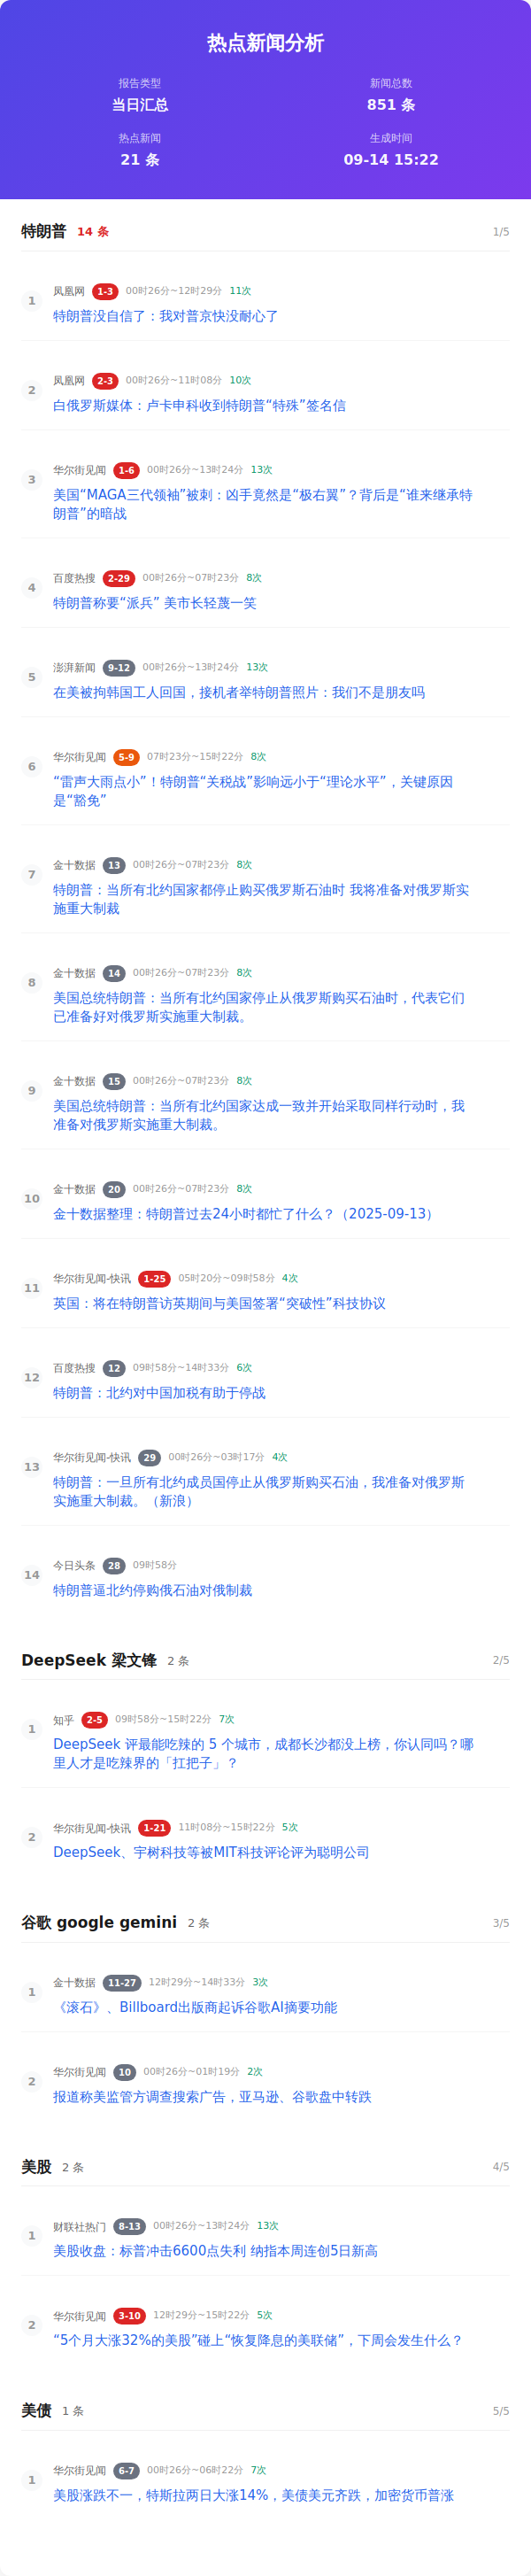 热点新闻分析
报告类型
当日汇总
新闻总数
851 条
热点新闻
21 条
生成时间
09-14 15:22
特朗普 14 条 1/5
1 凤凰网 1-3 00时26分~12时29分 11次
特朗普没自信了：我对普京快没耐心了
2 凤凰网 2-3 00时26分~11时08分 10次
白俄罗斯媒体：卢卡申科收到特朗普“特殊”签名信
3 华尔街见闻 1-6 00时26分~13时24分 13次
美国“MAGA三代领袖”被刺：凶手竟然是“极右翼”？背后是“谁来继承特
朗普”的暗战
4 百度热搜 2-29 00时26分~07时23分 8次
特朗普称要“派兵” 美市长轻蔑一笑
5 澎湃新闻 9-12 00时26分~13时24分 13次
在美被拘韩国工人回国，接机者举特朗普照片：我们不是朋友吗
6 华尔街见闻 5-9 07时23分~15时22分 8次
“雷声大雨点小”！特朗普“关税战”影响远小于“理论水平”，关键原因
是“豁免”
7 金十数据 13 00时26分~07时23分 8次
特朗普：当所有北约国家都停止购买俄罗斯石油时 我将准备对俄罗斯实
施重大制裁
8 金十数据 14 00时26分~07时23分 8次
美国总统特朗普：当所有北约国家停止从俄罗斯购买石油时，代表它们
已准备好对俄罗斯实施重大制裁。
9 金十数据 15 00时26分~07时23分 8次
美国总统特朗普：当所有北约国家达成一致并开始采取同样行动时，我
准备对俄罗斯实施重大制裁。
10 金十数据 20 00时26分~07时23分 8次
金十数据整理：特朗普过去24小时都忙了什么？（2025-09-13）
11 华尔街见闻-快讯 1-25 05时20分~09时58分 4次
英国：将在特朗普访英期间与美国签署“突破性”科技协议
12 百度热搜 12 09时58分~14时33分 6次
特朗普：北约对中国加税有助于停战
13 华尔街见闻-快讯 29 00时26分~03时17分 4次
特朗普：一旦所有北约成员国停止从俄罗斯购买石油，我准备对俄罗斯
实施重大制裁。（新浪）
14 今日头条 28 09时58分
特朗普逼北约停购俄石油对俄制裁
DeepSeek 梁文锋 2 条 2/5
1 知乎 2-5 09时58分~15时22分 7次
DeepSeek 评最能吃辣的 5 个城市，成都长沙都没上榜，你认同吗？哪
里人才是吃辣界的「扛把子」？
2 华尔街见闻-快讯 1-21 11时08分~15时22分 5次
DeepSeek、宇树科技等被MIT科技评论评为聪明公司
谷歌 google gemini 2 条 3/5
1 金十数据 11-27 12时29分~14时33分 3次
《滚石》、Billboard出版商起诉谷歌AI摘要功能
2 华尔街见闻 10 00时26分~01时19分 2次
报道称美监管方调查搜索广告，亚马逊、谷歌盘中转跌
美股 2 条 4/5
1 财联社热门 8-13 00时26分~13时24分 13次
美股收盘：标普冲击6600点失利 纳指本周连创5日新高
2 华尔街见闻 3-10 12时29分~15时22分 5次
“5个月大涨32%的美股”碰上“恢复降息的美联储”，下周会发生什么？
美债 1 条 5/5
1 华尔街见闻 6-7 00时26分~06时22分 7次
美股涨跌不一，特斯拉两日大涨14%，美债美元齐跌，加密货币普涨